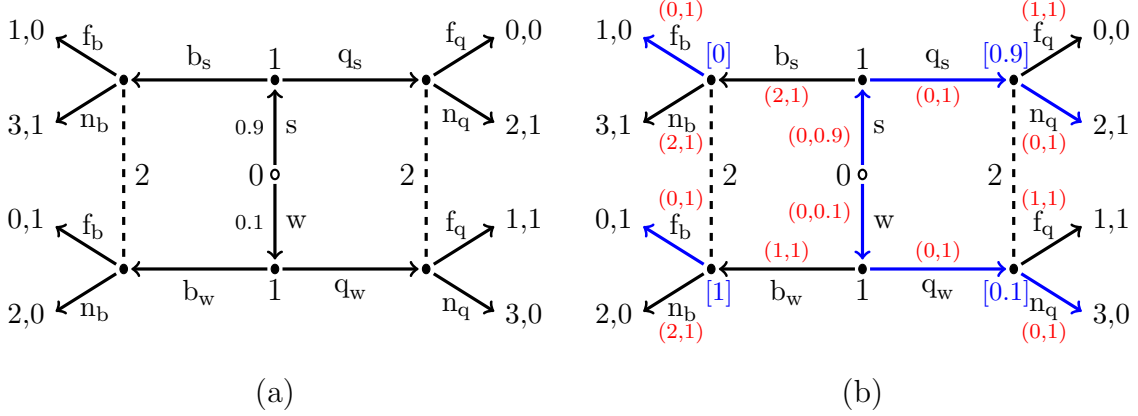 1,0 f_b b_s 1 q_s f_q 0,0
3,1 n_b 0.9 s n_q 2,1
2 0 2
0,1 f_b 0.1 w f_q 1,1
2,0 n_b b_w 1 q_w n_q 3,0
(a)
(0,1) (1,1)
1,0 f_b [0] b_s 1 q_s [0.9] f_q 0,0
(2,1) (0,1)
3,1 n_b (0,0.9) s n_q 2,1
(2,1) (0,1)
2 0 2
(0,1) (0,0.1) w (1,1)
0,1 f_b (1,1) (0,1) f_q 1,1
2,0 n_b [1] b_w 1 q_w [0.1] n_q 3,0
(2,1) (0,1)
(b)